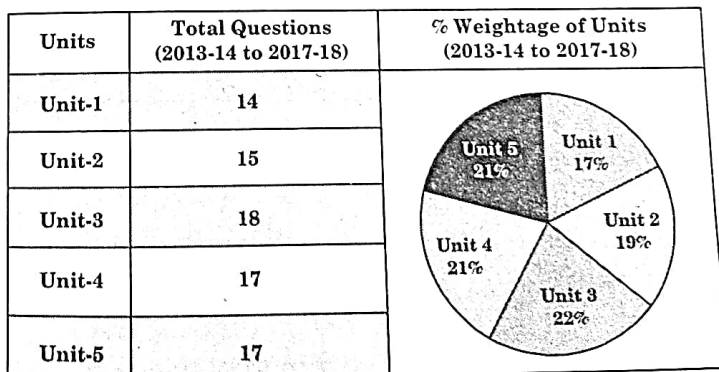 Units
Total Questions
(2013-14 to 2017-18)
% Weightage of Units
(2013-14 to 2017-18)
Unit-1
14
Unit-2
15
Unit-3
18
Unit-4
17
Unit-5
17
Unit 5
21%
Unit 1
17%
Unit 2
19%
Unit 4
21%
Unit 3
22%